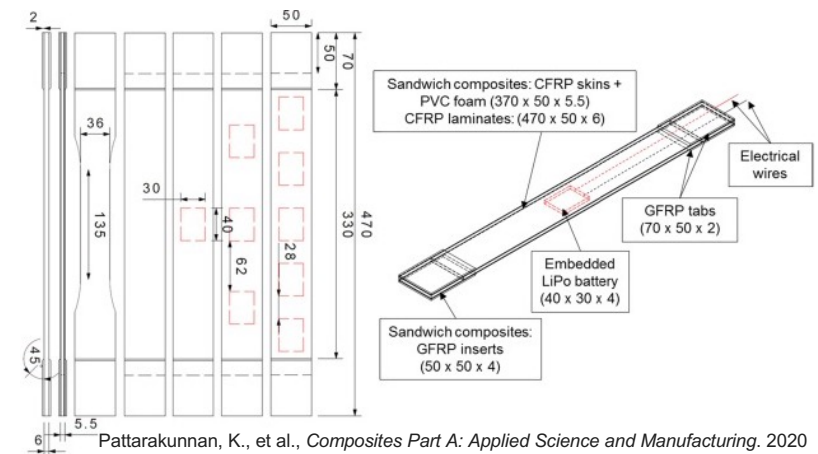 2
50
50
70
36
30
135
40
62
28
330
470
45
5.5
6
Sandwich composites: CFRP skins +
PVC foam (370 x 50 x 5.5)
CFRP laminates: (470 x 50 x 6)
Electrical
wires
GFRP tabs
(70 x 50 x 2)
Embedded
LiPo battery
(40 x 30 x 4)
Sandwich composites:
GFRP inserts
(50 x 50 x 4)
Pattarakunnan, K., et al., Composites Part A: Applied Science and Manufacturing. 2020